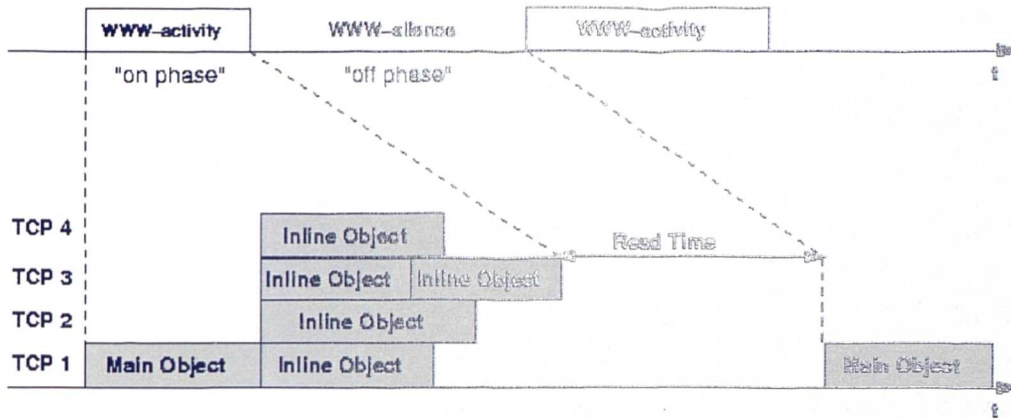 WWW–activity WWW–silence WWW–activity
"on phase" "off phase" t
TCP 4 Inline Object Read Time
TCP 3 Inline Object Inline Object
TCP 2 Inline Object
TCP 1 Main Object Inline Object Main Object
t